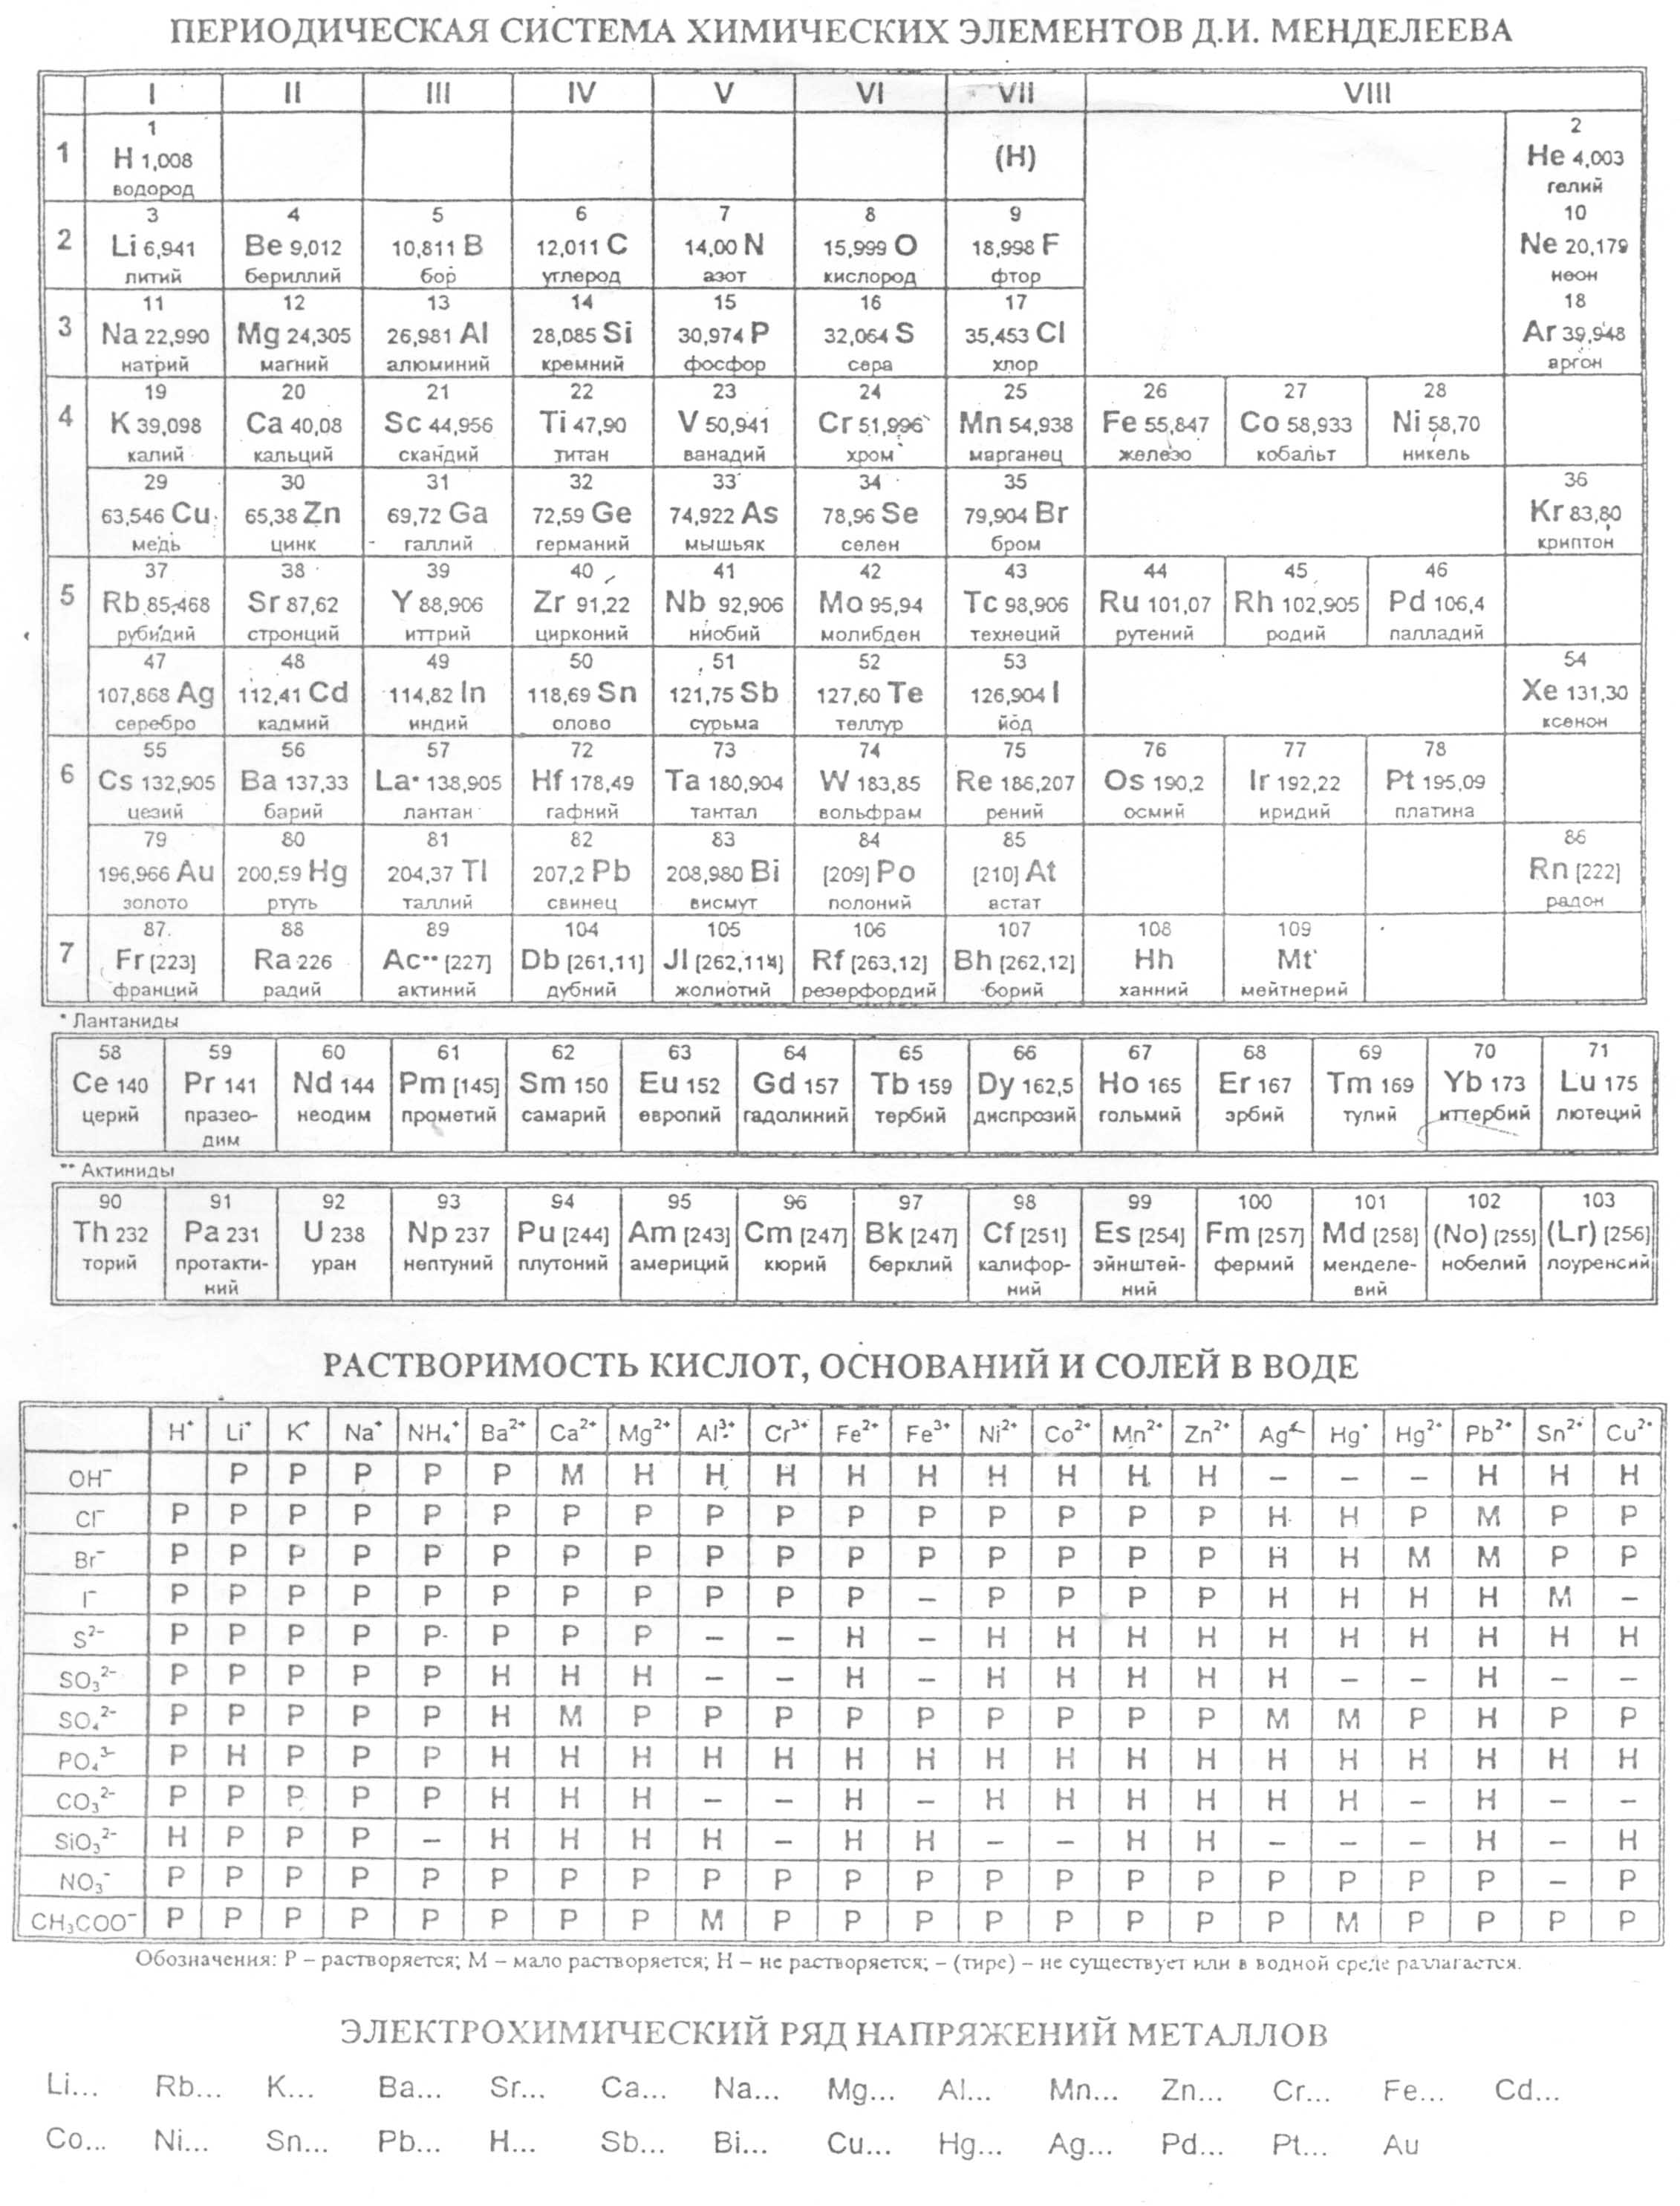 ПЕРИОДИЧЕСКАЯ СИСТЕМА ХИМИЧЕСКИХ ЭЛЕМЕНТОВ Д.И. МЕНДЕЛЕЕВА
I II III IV V VI VII VIII
1 2
1 H 1,008 (H) He 4,003
водород гелий
3 4 5 6 7 8 9 10
2 Li 6,941 Be 9,012 10,811 B 12,011 C 14,00 N 15,999 O 18,998 F Ne 20,179
литий бериллий бор углерод азот кислород фтор неон
11 12 13 14 15 16 17 18
3 Na 22,990 Mg 24,305 26,981 Al 28,085 Si 30,974 P 32,064 S 35,453 Cl Ar 39,948
натрий магний алюминий кремний фосфор сера хлор аргон
19 20 21 22 23 24 25 26 27 28
4 K 39,098 Ca 40,08 Sc 44,956 Ti 47,90 V 50,941 Cr 51,996 Mn 54,938 Fe 55,847 Co 58,933 Ni 58,70
калий кальций скандий титан ванадий хром марганец железо кобальт никель
29 30 31 32 33 34 35 36
63,546 Cu 65,38 Zn 69,72 Ga 72,59 Ge 74,922 As 78,96 Se 79,904 Br Kr 83,80
медь цинк галлий германий мышьяк селен бром криптон
37 38 39 40 41 42 43 44 45 46
5 Rb 85,468 Sr 87,62 Y 88,906 Zr 91,22 Nb 92,906 Mo 95,94 Tc 98,906 Ru 101,07 Rh 102,905 Pd 106,4
рубидий стронций иттрий цирконий ниобий молибден технеций рутений родий палладий
47 48 49 50 51 52 53 54
107,868 Ag 112,41 Cd 114,82 In 118,69 Sn 121,75 Sb 127,60 Te 126,904 I Xe 131,30
серебро кадмий индий олово сурьма теллур йод ксенон
55 56 57 72 73 74 75 76 77 78
6 Cs 132,905 Ba 137,33 La* 138,905 Hf 178,49 Ta 180,904 W 183,85 Re 186,207 Os 190,2 Ir 192,22 Pt 195,09
цезий барий лантан гафний тантал вольфрам рений осмий иридий платина
79 80 81 82 83 84 85 86
196,966 Au 200,59 Hg 204,37 Tl 207,2 Pb 208,980 Bi [209] Po [210] At Rn [222]
золото ртуть таллий свинец висмут полоний астат радон
87 88 89 104 105 106 107 108 109
7 Fr [223] Ra 226 Ac** [227] Db [261,11] Jl Rf [263,12] Bh [262,12] Hh Mt
франций радий актиний дубний жолиотий резерфордий борий ханний мейтнерий
* Лантаниды
58 59 60 61 62 63 64 65 66 67 68 69 70 71
Ce 140 Pr 141 Nd 144 Pm [145] Sm 150 Eu 152 Gd 157 Tb 159 Dy 162,5 Ho 165 Er 167 Tm 169 Yb 173 Lu 175
церий празео- неодим прометий самарий европий гадолиний тербий диспрозий гольмий эрбий тулий иттербий лютеций
дим
** Актиниды
90 91 92 93 94 95 96 97 98 99 100 101 102 103
Th 232 Pa 231 U 238 Np 237 Pu [244] Am [243] Cm [247] Bk [247] Cf [251] Es [254] Fm [257] Md [258] (No) [255] (Lr) [256]
торий протакти- уран нептуний плутоний америций кюрий берклий калифор- эйнштей- фермий менделе- нобелий лоуренсий
ний ний ний вий
РАСТВОРИМОСТЬ КИСЛОТ, ОСНОВАНИЙ И СОЛЕЙ В ВОДЕ
H⁺ Li⁺ K⁺ Na⁺ NH₄⁺ Ba²⁺ Ca²⁺ Mg²⁺ Al³⁺ Cr³⁺ Fe²⁺ Fe³⁺ Ni²⁺ Co²⁺ Mn²⁺ Zn²⁺ Ag⁺ Hg⁺ Hg²⁺ Pb²⁺ Sn²⁺ Cu²⁺
OH⁻ Р Р Р Р Р М Н Н Н Н Н Н Н Н Н – – – Н Н Н
Cl⁻ Р Р Р Р Р Р Р Р Р Р Р Р Р Р Р Р Н Н Р М Р Р
Br⁻ Р Р Р Р Р Р Р Р Р Р Р Р Р Р Р Р Н Н М М Р Р
I⁻ Р Р Р Р Р Р Р Р Р Р Р – Р Р Р Р Н Н Н Н М –
S²⁻ Р Р Р Р Р Р Р Р – – Н – Н Н Н Н Н Н Н Н Н Н
SO₃²⁻ Р Р Р Р Р Н Н Н – – Н – Н Н Н Н Н – – Н – –
SO₄²⁻ Р Р Р Р Р Н М Р Р Р Р Р Р Р Р Р М М Р Н Р Р
PO₄³⁻ Р Н Р Р Р Н Н Н Н Н Н Н Н Н Н Н Н Н Н Н Н Н
CO₃²⁻ Р Р Р Р Р Н Н Н – – Н – Н Н Н Н Н Н – Н – –
SiO₃²⁻ Н Р Р Р – Н Н Н Н – Н Н – – Н Н – – – Н – Н
NO₃⁻ Р Р Р Р Р Р Р Р Р Р Р Р Р Р Р Р Р Р Р Р – Р
CH₃COO⁻ Р Р Р Р Р Р Р Р М Р Р Р Р Р Р Р Р М Р Р Р Р
Обозначения: Р – растворяется; М – мало растворяется; Н – не растворяется; – (тире) – не существует или в водной среде разлагается.
ЭЛЕКТРОХИМИЧЕСКИЙ РЯД НАПРЯЖЕНИЙ МЕТАЛЛОВ
Li... Rb... K... Ba... Sr... Ca... Na... Mg... Al... Mn... Zn... Cr... Fe... Cd...
Co... Ni... Sn... Pb... H... Sb... Bi... Cu... Hg... Ag... Pd... Pt... Au